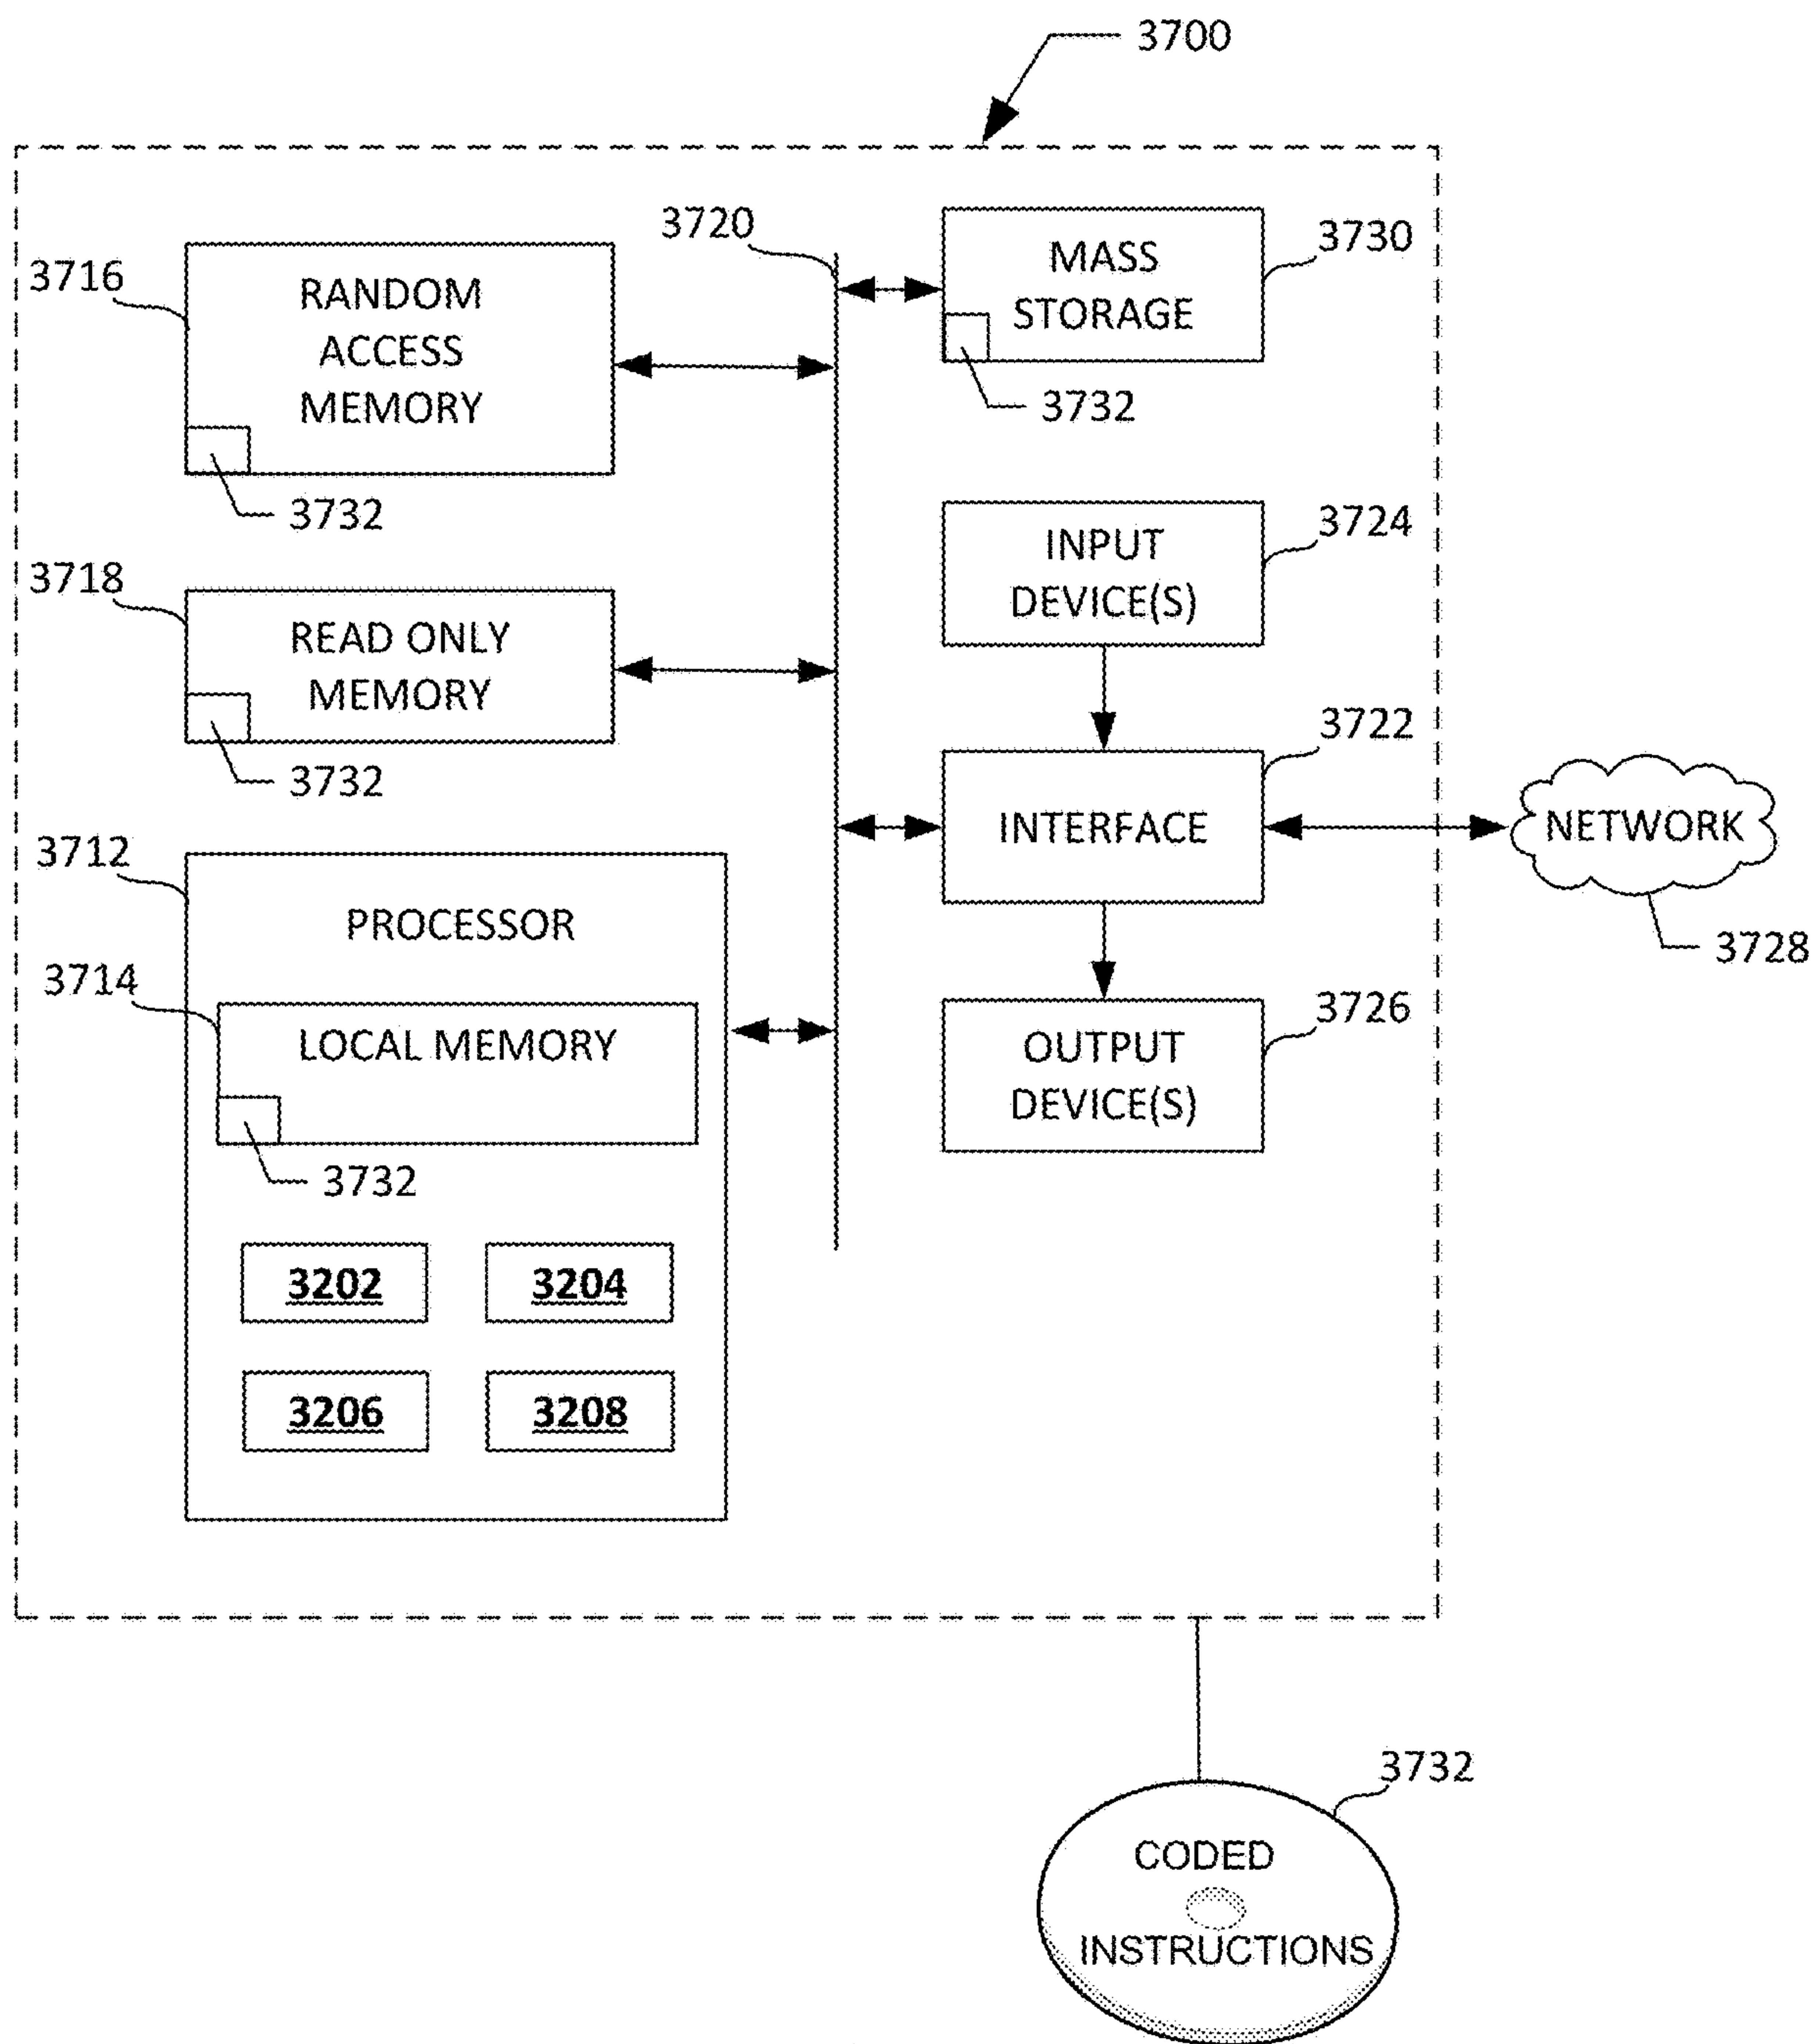 3700
3720
MASS
STORAGE
3730
3732
3716
RANDOM
ACCESS
MEMORY
3732
INPUT
DEVICE(S)
3724
3718
READ ONLY
MEMORY
3732
INTERFACE
3722
NETWORK
3728
3712
PROCESSOR
3714
LOCAL MEMORY
3732
OUTPUT
DEVICE(S)
3726
3202
3204
3206
3208
3732
CODED
INSTRUCTIONS